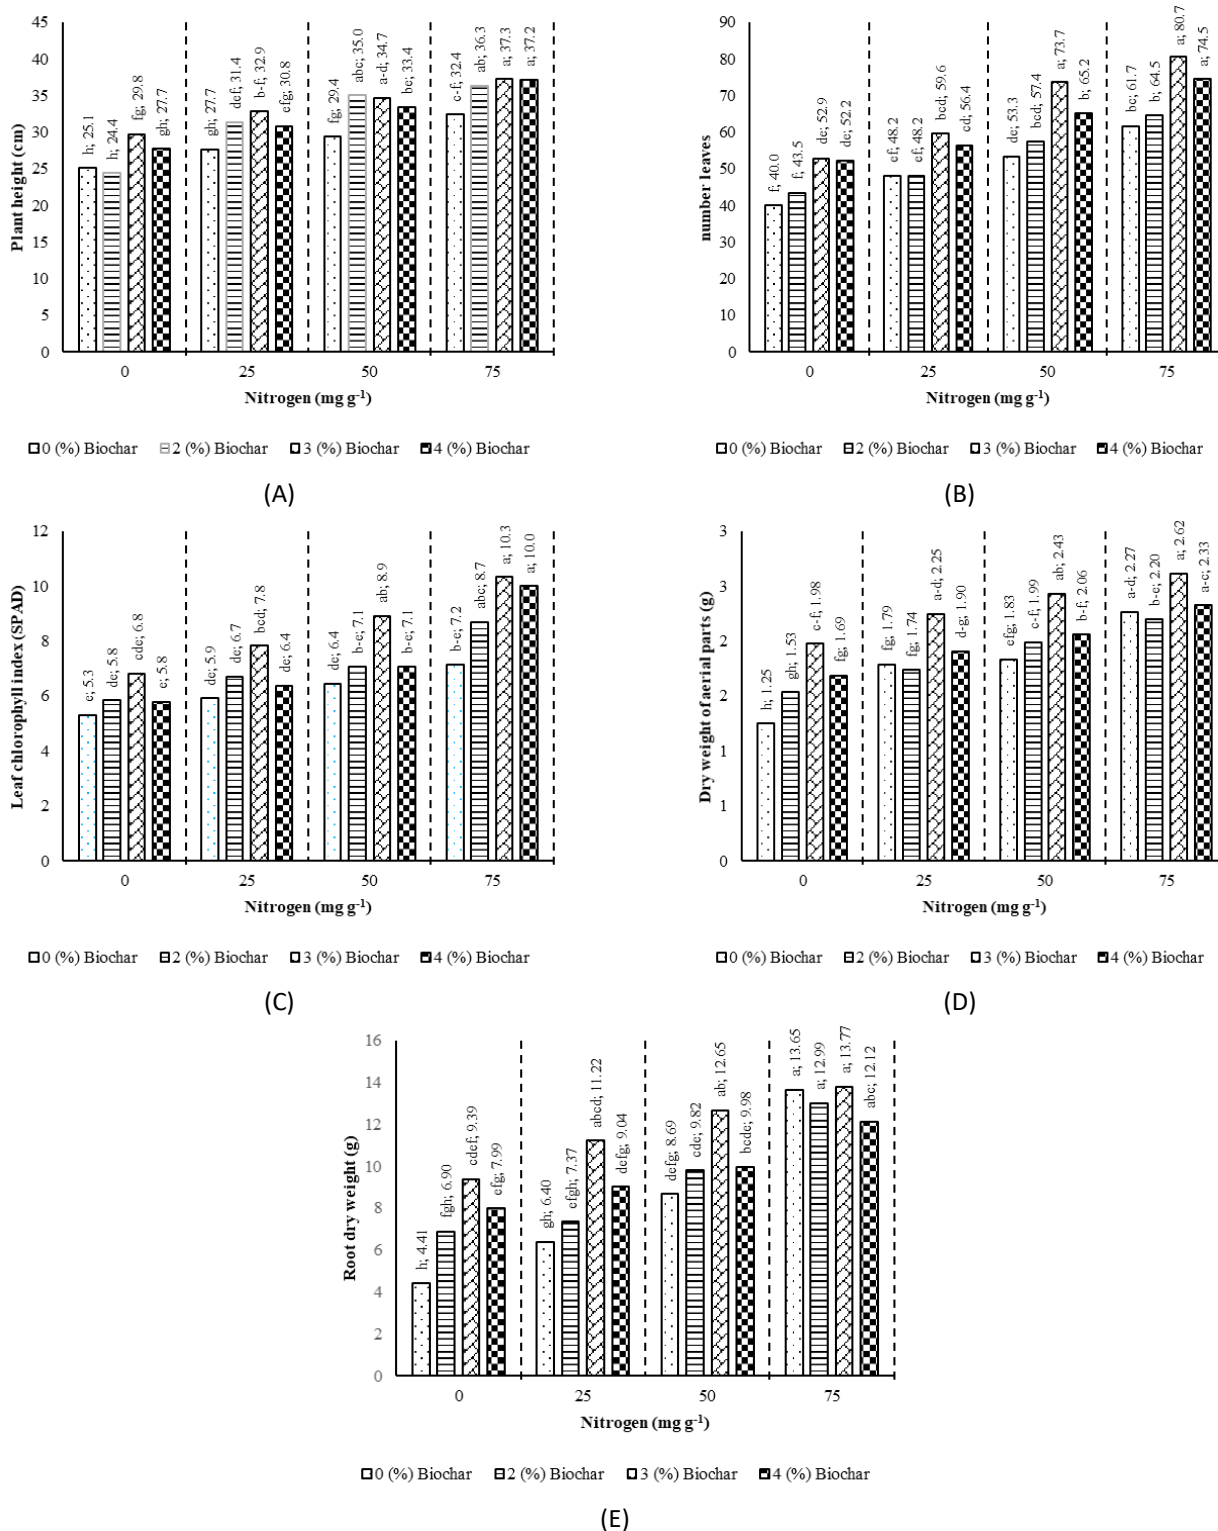 45
40
35
30
25
20
15
10
5
0
Plant height (cm)
h; 25.1
h; 24.4
fg; 29.8
gh; 27.7
gh; 27.7
def; 31.4
b-f; 32.9
efg; 30.8
fg; 29.4
abc; 35.0
a-d; 34.7
bc; 33.4
c-f; 32.4
ab; 36.3
a; 37.3
a; 37.2
0 25 50 75
Nitrogen (mg g-1)
0 (%) Biochar 2 (%) Biochar 3 (%) Biochar 4 (%) Biochar
(A)
90
80
70
60
50
40
30
20
10
0
number leaves
f; 40.0
f; 43.5
de; 52.9
de; 52.2
ef; 48.2
ef; 48.2
bcd; 59.6
cd; 56.4
de; 53.3
bcd; 57.4
a; 73.7
b; 65.2
bc; 61.7
b; 64.5
a; 80.7
a; 74.5
0 25 50 75
Nitrogen (mg g-1)
0 (%) Biochar 2 (%) Biochar 3 (%) Biochar 4 (%) Biochar
(B)
12
10
8
6
4
2
0
Leaf chlorophyll index (SPAD)
e; 5.3
de; 5.8
cde; 6.8
e; 5.8
de; 5.9
de; 6.7
bcd; 7.8
de; 6.4
de; 6.4
b-e; 7.1
ab; 8.9
b-e; 7.1
b-e; 7.2
abc; 8.7
a; 10.3
a; 10.0
0 25 50 75
Nitrogen (mg g-1)
0 (%) Biochar 2 (%) Biochar 3 (%) Biochar 4 (%) Biochar
(C)
3
3
2
2
1
1
0
Dry weight of aerial parts (g)
h; 1.25
gh; 1.53
c-f; 1.98
fg; 1.69
fg; 1.79
fg; 1.74
a-d; 2.25
d-g; 1.90
efg; 1.83
c-f; 1.99
ab; 2.43
b-f; 2.06
a-d; 2.27
b-e; 2.20
a; 2.62
a-c; 2.33
0 25 50 75
Nitrogen (mg g-1)
0 (%) Biochar 2 (%) Biochar 3 (%) Biochar 4 (%) Biochar
(D)
16
14
12
10
8
6
4
2
0
Root dry weight (g)
h; 4.41
fgh; 6.90
cdef; 9.39
efg; 7.99
gh; 6.40
efgh; 7.37
abcd; 11.22
defg; 9.04
defg; 8.69
cde; 9.82
ab; 12.65
bcde; 9.98
a; 13.65
a; 12.99
a; 13.77
abc; 12.12
0 25 50 75
Nitrogen (mg g-1)
0 (%) Biochar 2 (%) Biochar 3 (%) Biochar 4 (%) Biochar
(E)